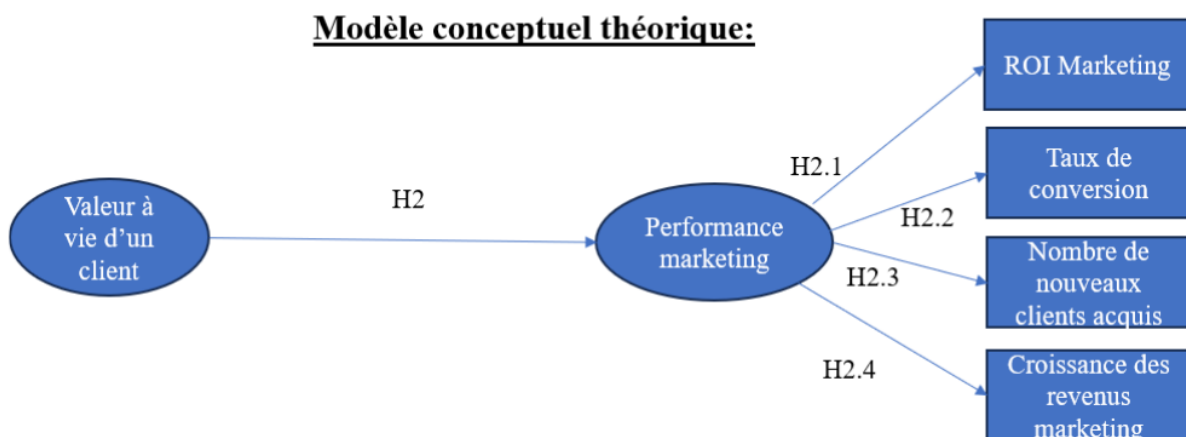 Modèle conceptuel théorique:
ROI Marketing
H2.1
Taux de
conversion
H2
Valeur à
vie d’un
client
Performance
marketing
H2.2
Nombre de
nouveaux
clients acquis
H2.3
H2.4
Croissance des
revenus
marketing